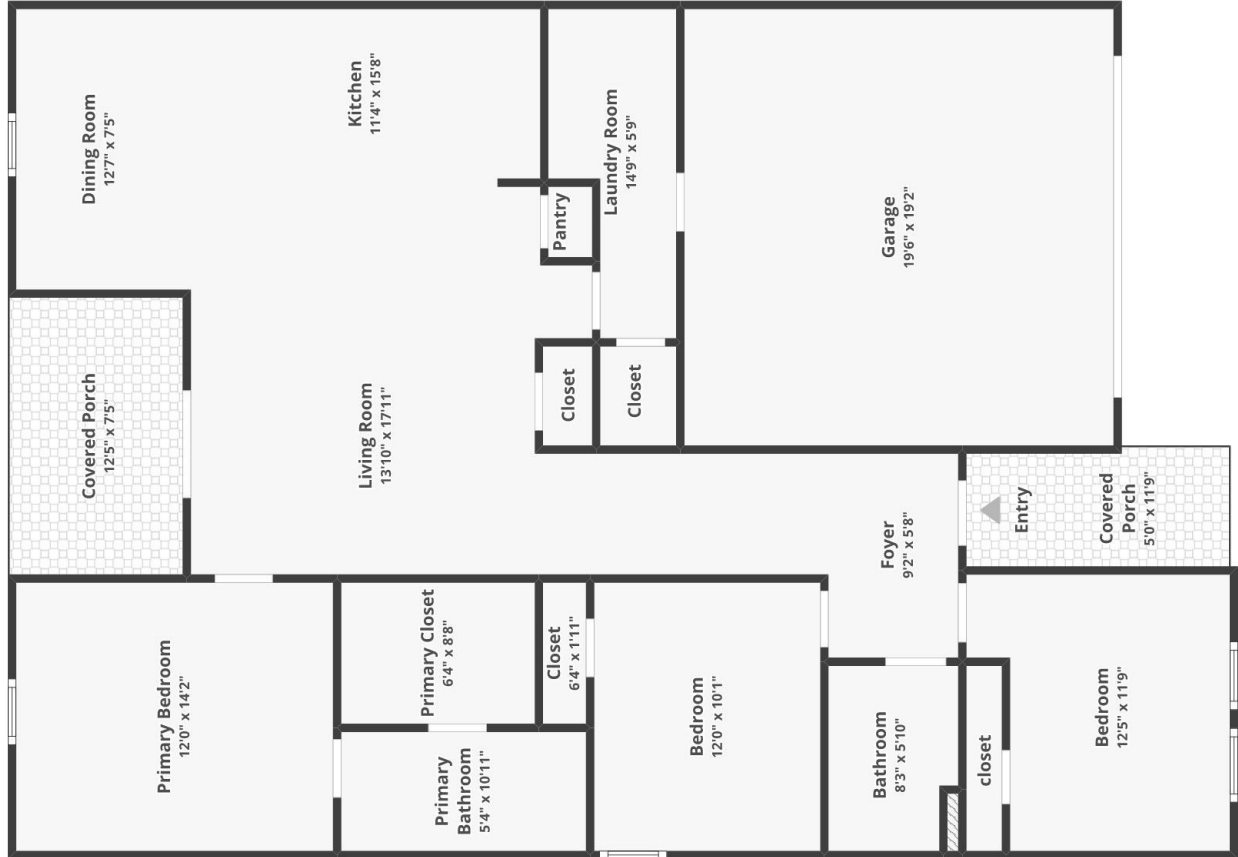 Dining Room
12'7" x 7'5"
Kitchen
11'4" x 15'8"
Laundry Room
14'9" x 5'9"
Pantry
Garage
19'6" x 19'2"
Covered Porch
12'5" x 7'5"
Living Room
13'10" x 17'11"
Closet
Closet
Foyer
9'2" x 5'8"
Entry
Covered
Porch
5'0" x 11'9"
Primary Bedroom
12'0" x 14'2"
Primary Closet
6'4" x 8'8"
Closet
6'4" x 1'11"
Primary
Bathroom
5'4" x 10'11"
Bedroom
12'0" x 10'1"
Bathroom
8'3" x 5'10"
closet
Bedroom
12'5" x 11'9"